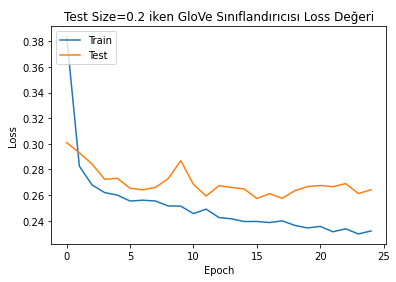 Test Size=0.2 iken GloVe Sınıflandırıcısı Loss Değeri
Train
Test
0.38
0.36
0.34
0.32
0.30
0.28
0.26
0.24
Loss
0 5 10 15 20 25
Epoch